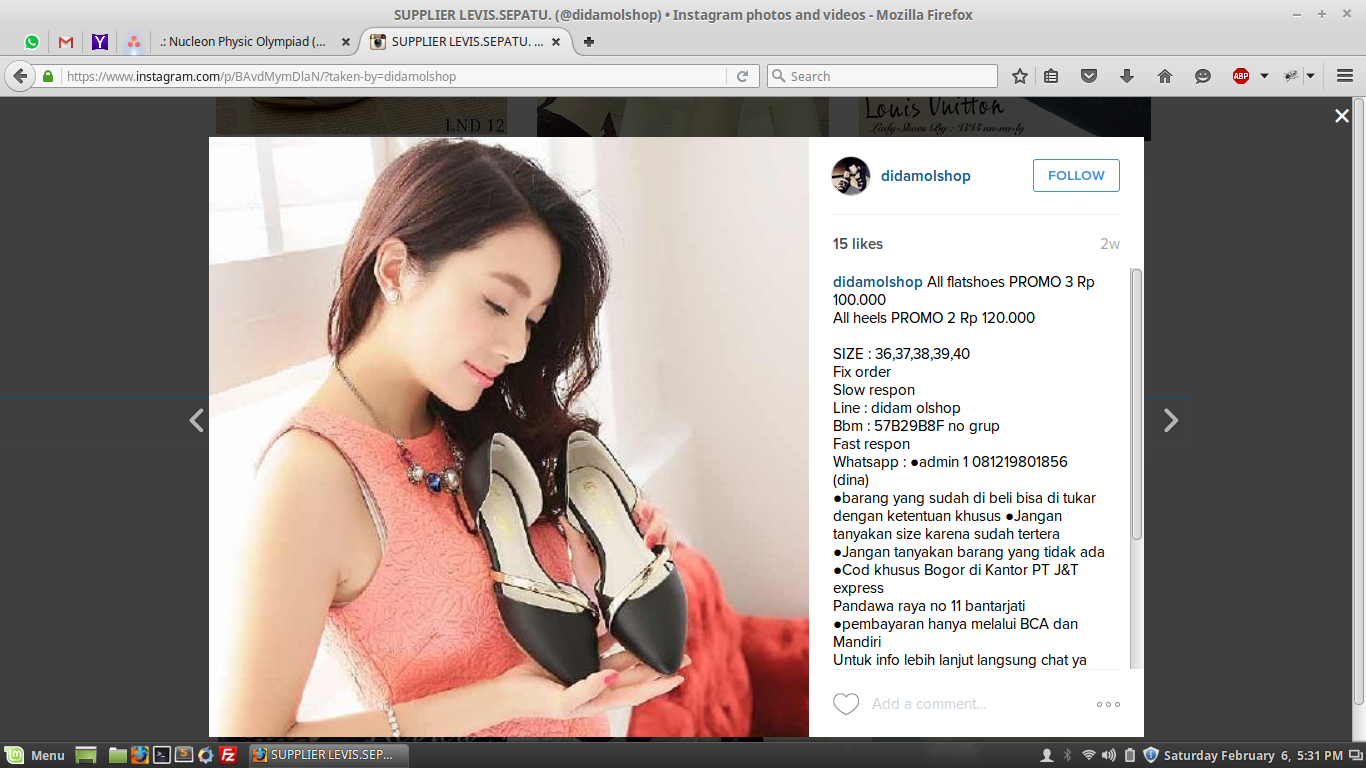 SUPPLIER LEVIS.SEPATU. (@didamolshop) • Instagram photos and videos - Mozilla Firefox
.: Nucleon Physic Olympiad (...
SUPPLIER LEVIS.SEPATU. ...
https://www.instagram.com/p/BAvdMymDlaN/?taken-by=didamolshop
Search
ABP
LND 12
Louis Vuitton
Lady Shoes By : ViVi un-na-ly
didamolshop
FOLLOW
15 likes
2w
didamolshop All flatshoes PROMO 3 Rp
100.000
All heels PROMO 2 Rp 120.000
SIZE : 36,37,38,39,40
Fix order
Slow respon
Line : didam olshop
Bbm : 57B29B8F no grup
Fast respon
Whatsapp : ●admin 1 081219801856
(dina)
●barang yang sudah di beli bisa di tukar
dengan ketentuan khusus ●Jangan
tanyakan size karena sudah tertera
●Jangan tanyakan barang yang tidak ada
●Cod khusus Bogor di Kantor PT J&T
express
Pandawa raya no 11 bantarjati
●pembayaran hanya melalui BCA dan
Mandiri
Untuk info lebih lanjut langsung chat ya
Add a comment...
Menu
SUPPLIER LEVIS.SEP...
Saturday February 6, 5:31 PM